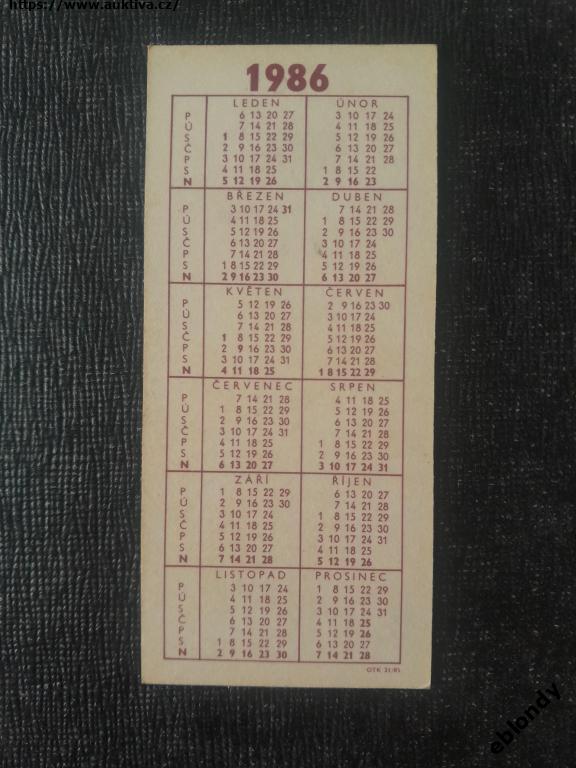 https://www.auktiva.cz/
1986
LEDEN ÚNOR
P 6 13 20 27 3 10 17 24
Ú 7 14 21 28 4 11 18 25
S 1 8 15 22 29 5 12 19 26
Č 2 9 16 23 30 6 13 20 27
P 3 10 17 24 31 7 14 21 28
S 4 11 18 25 1 8 15 22
N 5 12 19 26 2 9 16 23
BŘEZEN DUBEN
P 3 10 17 24 31 7 14 21 28
Ú 4 11 18 25 1 8 15 22 29
S 5 12 19 26 2 9 16 23 30
Č 6 13 20 27 3 10 17 24
P 7 14 21 28 4 11 18 25
S 1 8 15 22 29 5 12 19 26
N 2 9 16 23 30 6 13 20 27
KVĚTEN ČERVEN
P 5 12 19 26 2 9 16 23 30
Ú 6 13 20 27 3 10 17 24
S 7 14 21 28 4 11 18 25
Č 1 8 15 22 29 5 12 19 26
P 2 9 16 23 30 6 13 20 27
S 3 10 17 24 31 7 14 21 28
N 4 11 18 25 1 8 15 22 29
ČERVENEC SRPEN
P 7 14 21 28 4 11 18 25
Ú 1 8 15 22 29 5 12 19 26
S 2 9 16 23 30 6 13 20 27
Č 3 10 17 24 31 7 14 21 28
P 4 11 18 25 1 8 15 22 29
S 5 12 19 26 2 9 16 23 30
N 6 13 20 27 3 10 17 24 31
ZÁŘÍ ŘÍJEN
P 1 8 15 22 29 6 13 20 27
Ú 2 9 16 23 30 7 14 21 28
S 3 10 17 24 1 8 15 22 29
Č 4 11 18 25 2 9 16 23 30
P 5 12 19 26 3 10 17 24 31
S 6 13 20 27 4 11 18 25
N 7 14 21 28 5 12 19 26
LISTOPAD PROSINEC
P 3 10 17 24 1 8 15 22 29
Ú 4 11 18 25 2 9 16 23 30
S 5 12 19 26 3 10 17 24 31
Č 6 13 20 27 4 11 18 25
P 7 14 21 28 5 12 19 26
S 1 8 15 22 29 6 13 20 27
N 2 9 16 23 30 7 14 21 28
OTK 21/85
eblondy